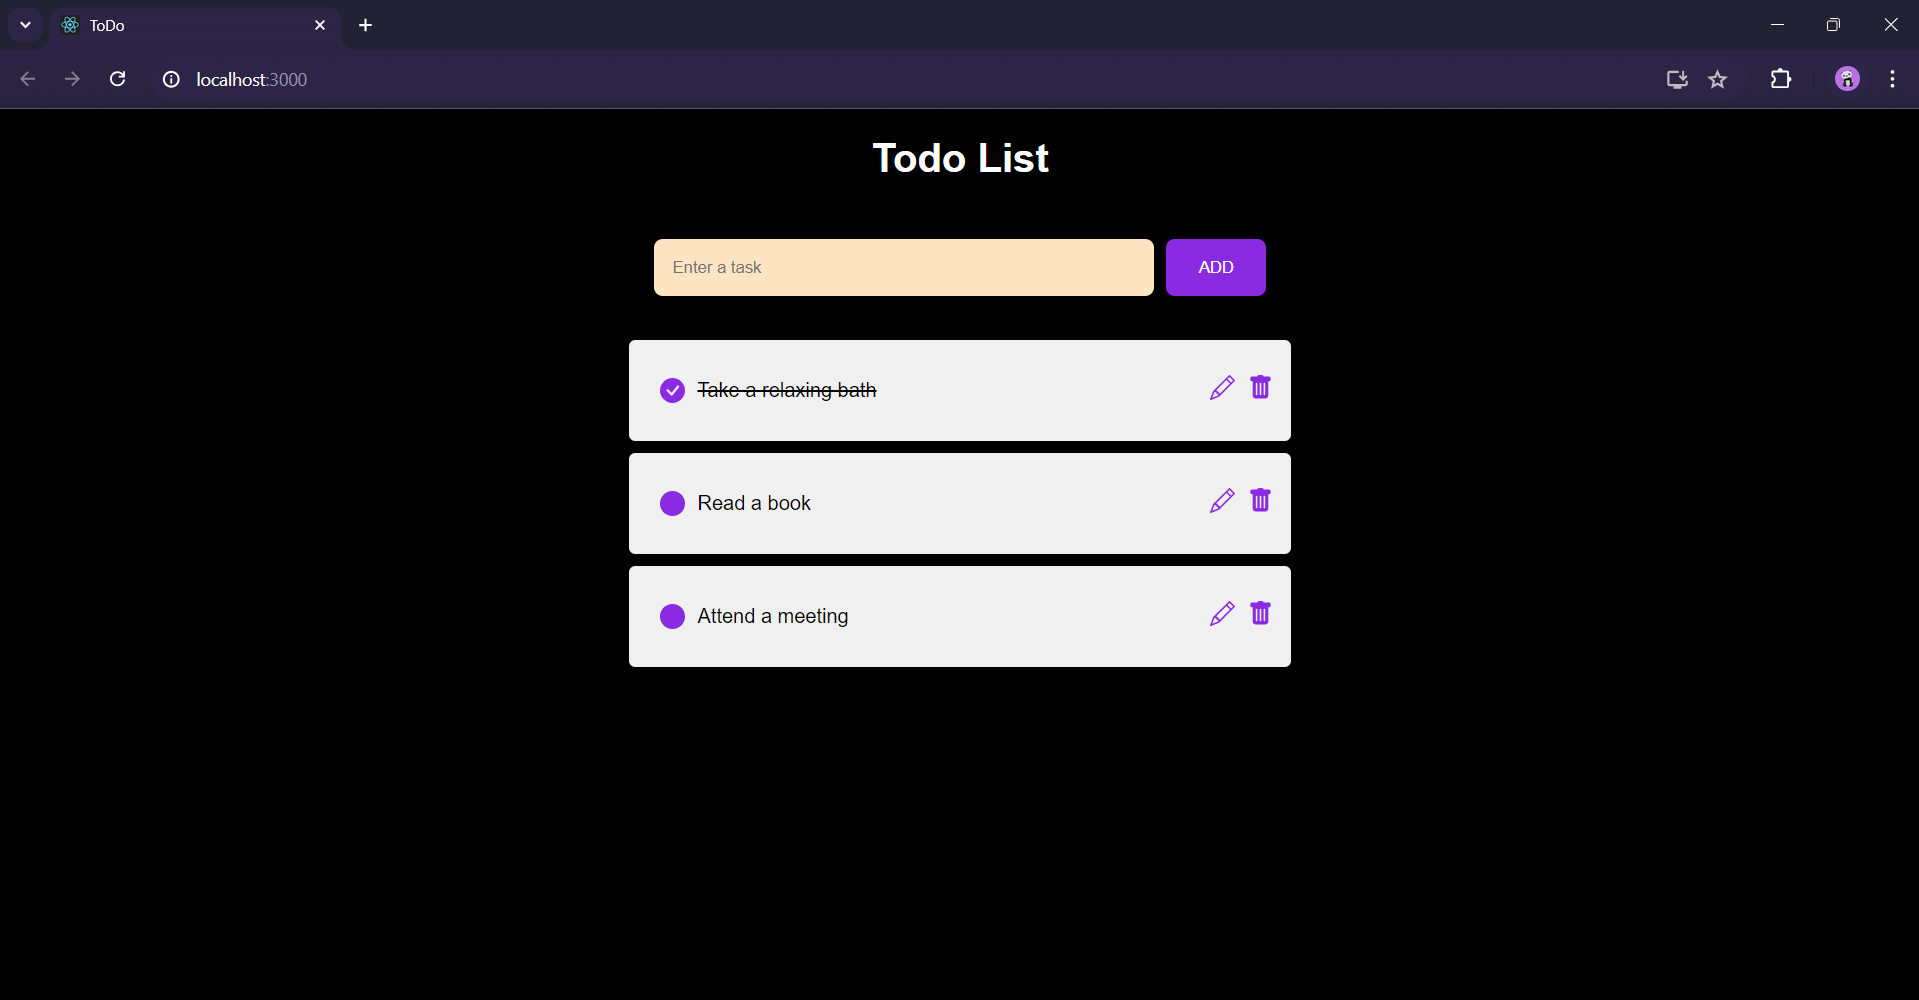 ToDo
localhost:3000
Todo List
Enter a task
ADD
Take a relaxing bath
Read a book
Attend a meeting